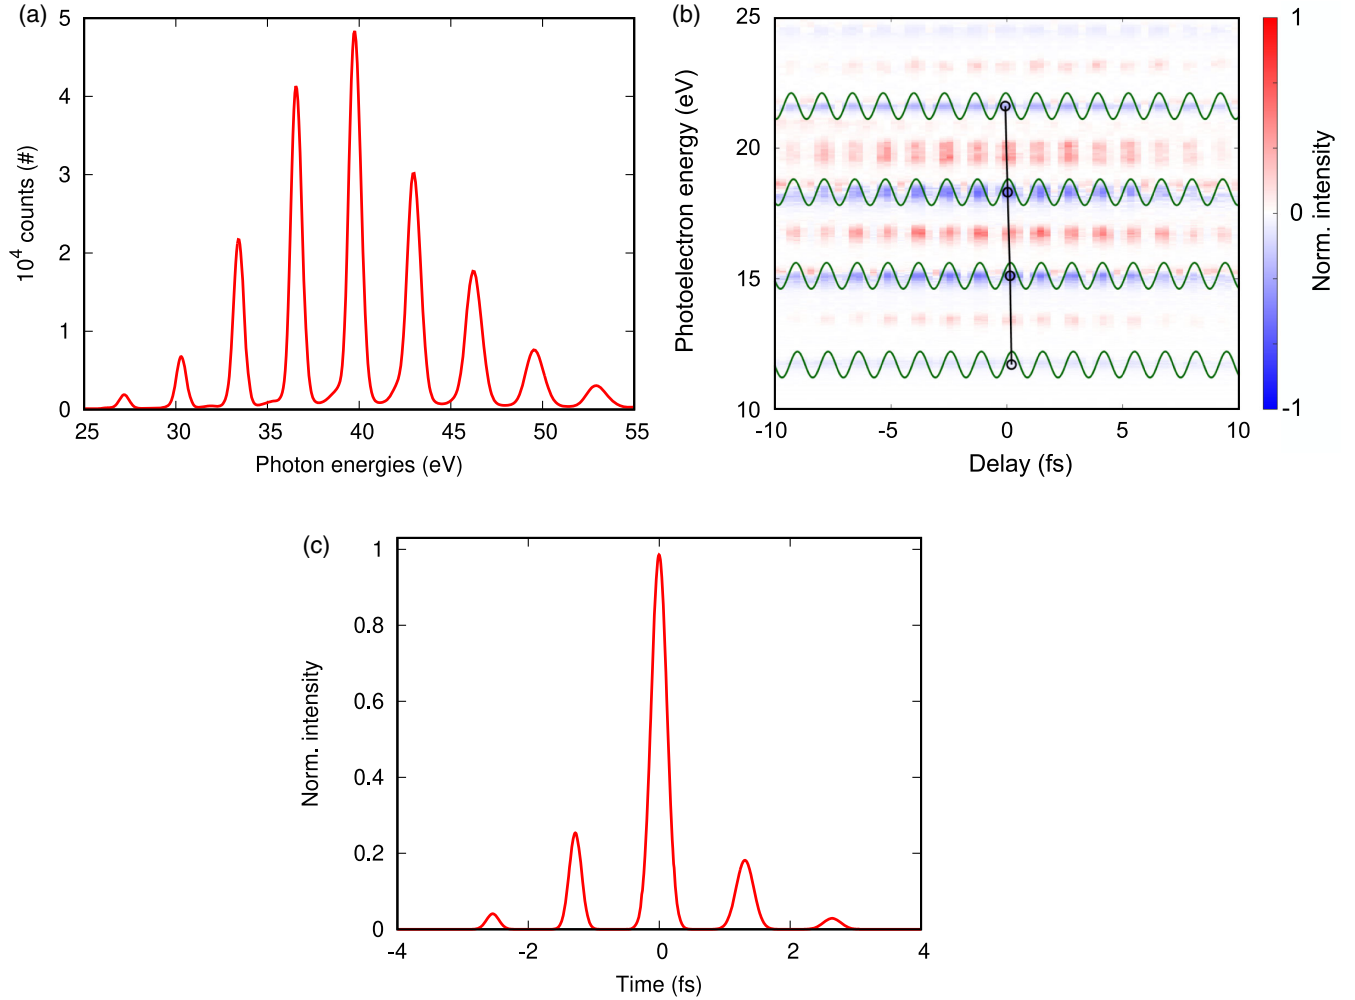 (a)
5
4
3
2
1
0
10⁴ counts (#)
25 30 35 40 45 50 55
Photon energies (eV)
(b)
25
20
15
10
Photoelectron energy (eV)
-10 -5 0 5 10
Delay (fs)
1
0
-1
Norm. intensity
(c)
1
0.8
0.6
0.4
0.2
0
Norm. intensity
-4 -2 0 2 4
Time (fs)